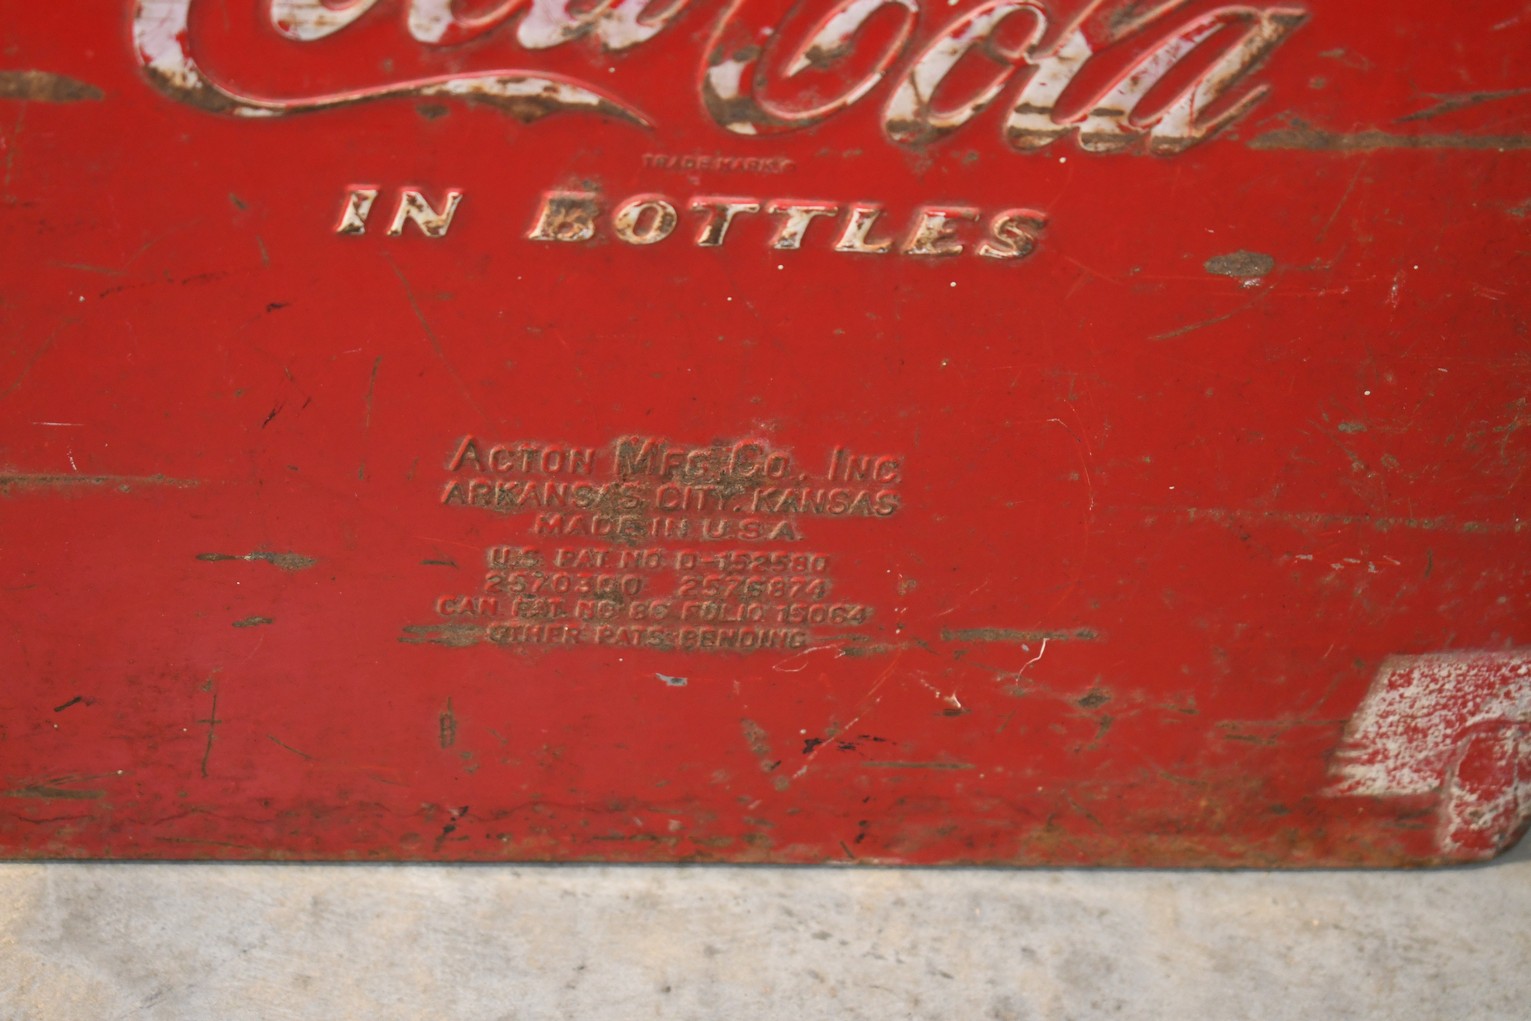 Coca-Cola
TRADE MARK ®
IN BOTTLES
ACTON MFG CO. INC
ARKANSAS CITY, KANSAS
MADE IN U.S.A.
U.S. PAT NO. D-152580
2570300 2576874
CAN PAT. NO 86 FOLIO 15064
OTHER PATS PENDING